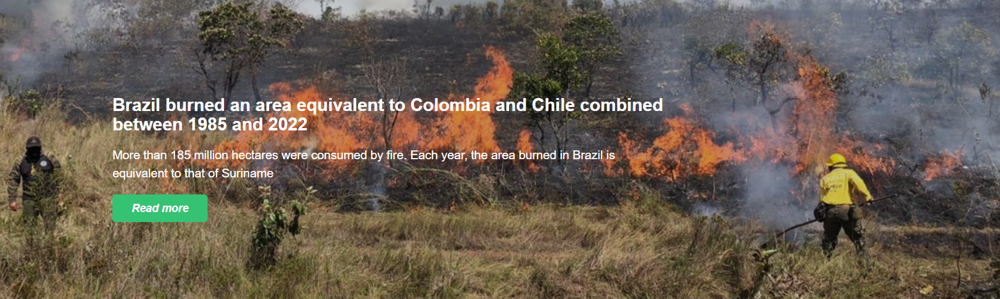 Brazil burned an area equivalent to Colombia and Chile combined
between 1985 and 2022
More than 185 million hectares were consumed by fire. Each year, the area burned in Brazil is
equivalent to that of Suriname
Read more